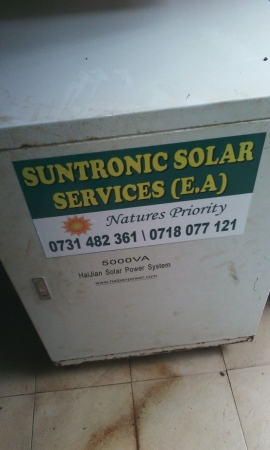 SUNTRONIC SOLAR
SERVICES (E.A)
Natures Priority
0731 482 361 \ 0718 077 121
5000VA
HaiJian Solar Power System